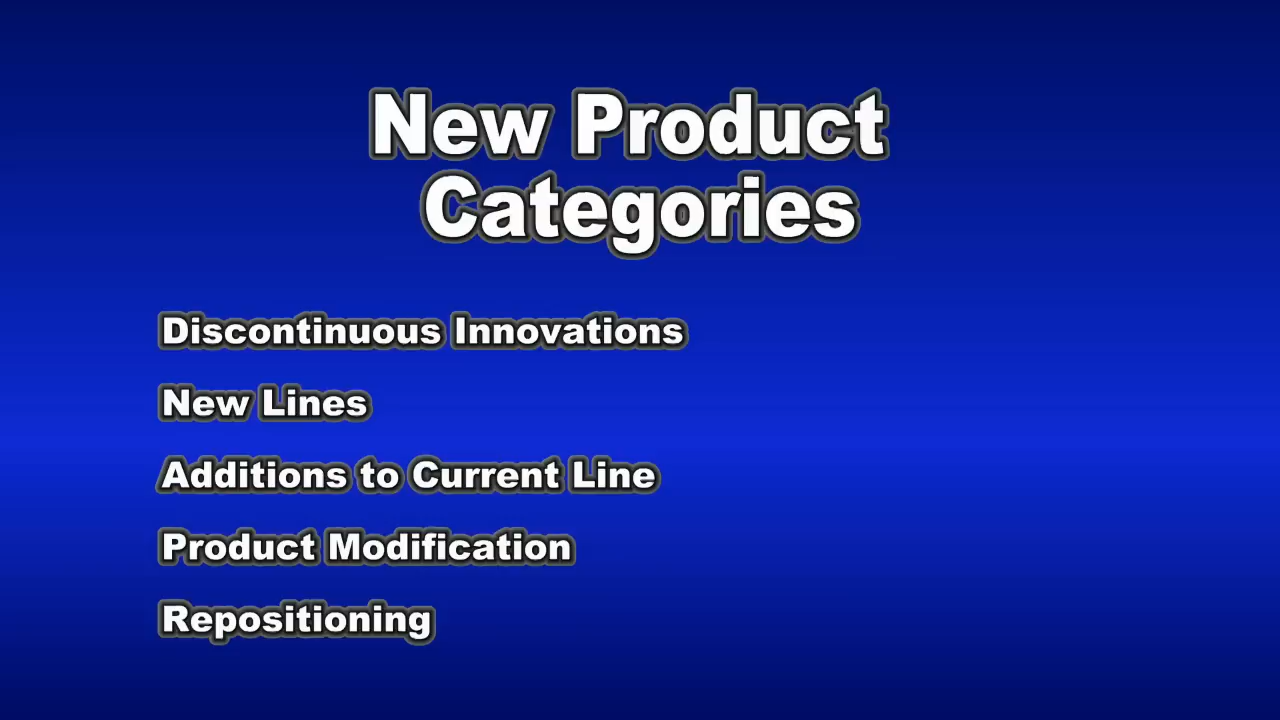 New Product
Categories
Discontinuous Innovations
New Lines
Additions to Current Line
Product Modification
Repositioning